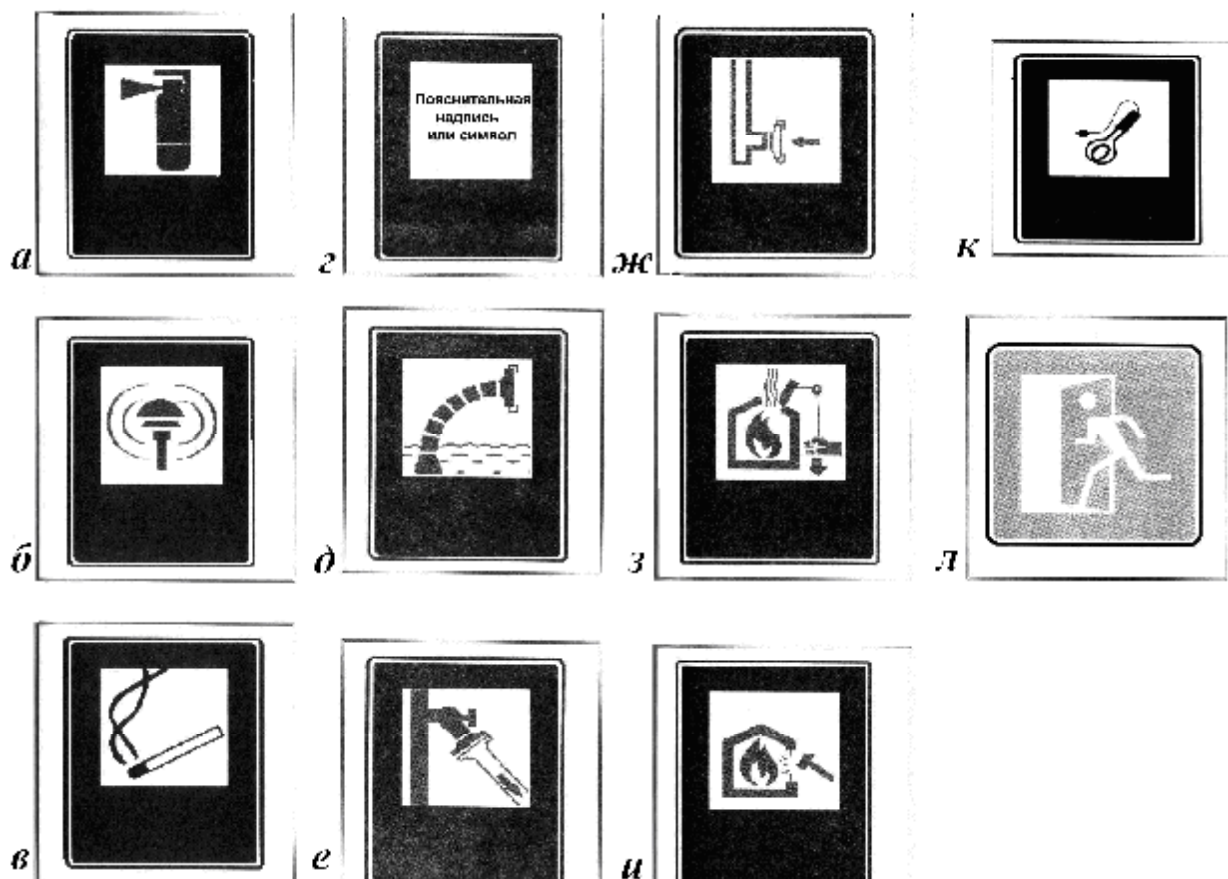 а
Пояснительная
надпись
или символ
г
ж
к
б
д
з
л
в
е
и